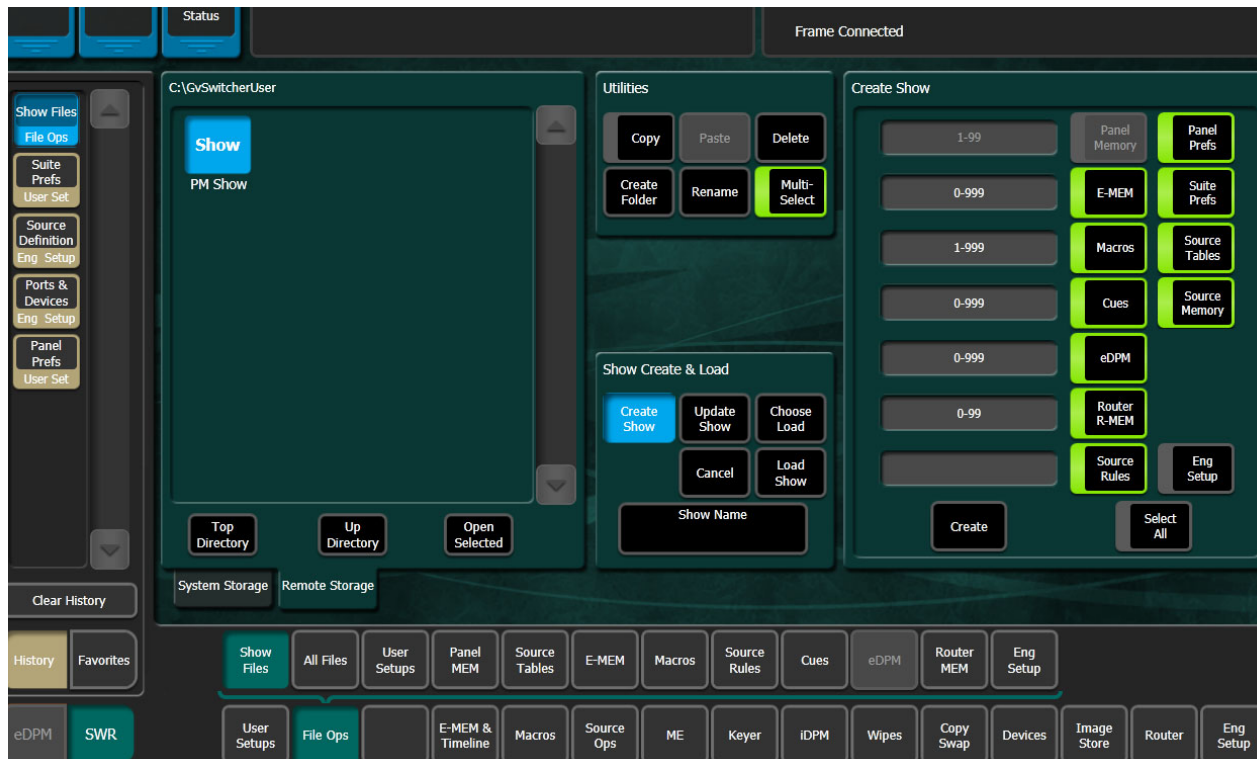 Status
Frame Connected
Show Files
File Ops
Suite
Prefs
User Set
Source
Definition
Eng Setup
Ports &
Devices
Eng Setup
Panel
Prefs
User Set
Clear History
History
Favorites
eDPM
SWR
C:\GvSwitcherUser
Show
PM Show
Top
Directory
Up
Directory
Open
Selected
System Storage
Remote Storage
Utilities
Copy
Paste
Delete
Create
Folder
Rename
Multi-
Select
Show Create & Load
Create
Show
Update
Show
Choose
Load
Cancel
Load
Show
Show Name
Create Show
1-99
Panel
Memory
Panel
Prefs
0-999
E-MEM
Suite
Prefs
1-999
Macros
Source
Tables
0-999
Cues
Source
Memory
0-999
eDPM
0-99
Router
R-MEM
Source
Rules
Eng
Setup
Create
Select
All
Show
Files
All Files
User
Setups
Panel
MEM
Source
Tables
E-MEM
Macros
Source
Rules
Cues
eDPM
Router
MEM
Eng
Setup
User
Setups
File Ops
E-MEM &
Timeline
Macros
Source
Ops
ME
Keyer
iDPM
Wipes
Copy
Swap
Devices
Image
Store
Router
Eng
Setup